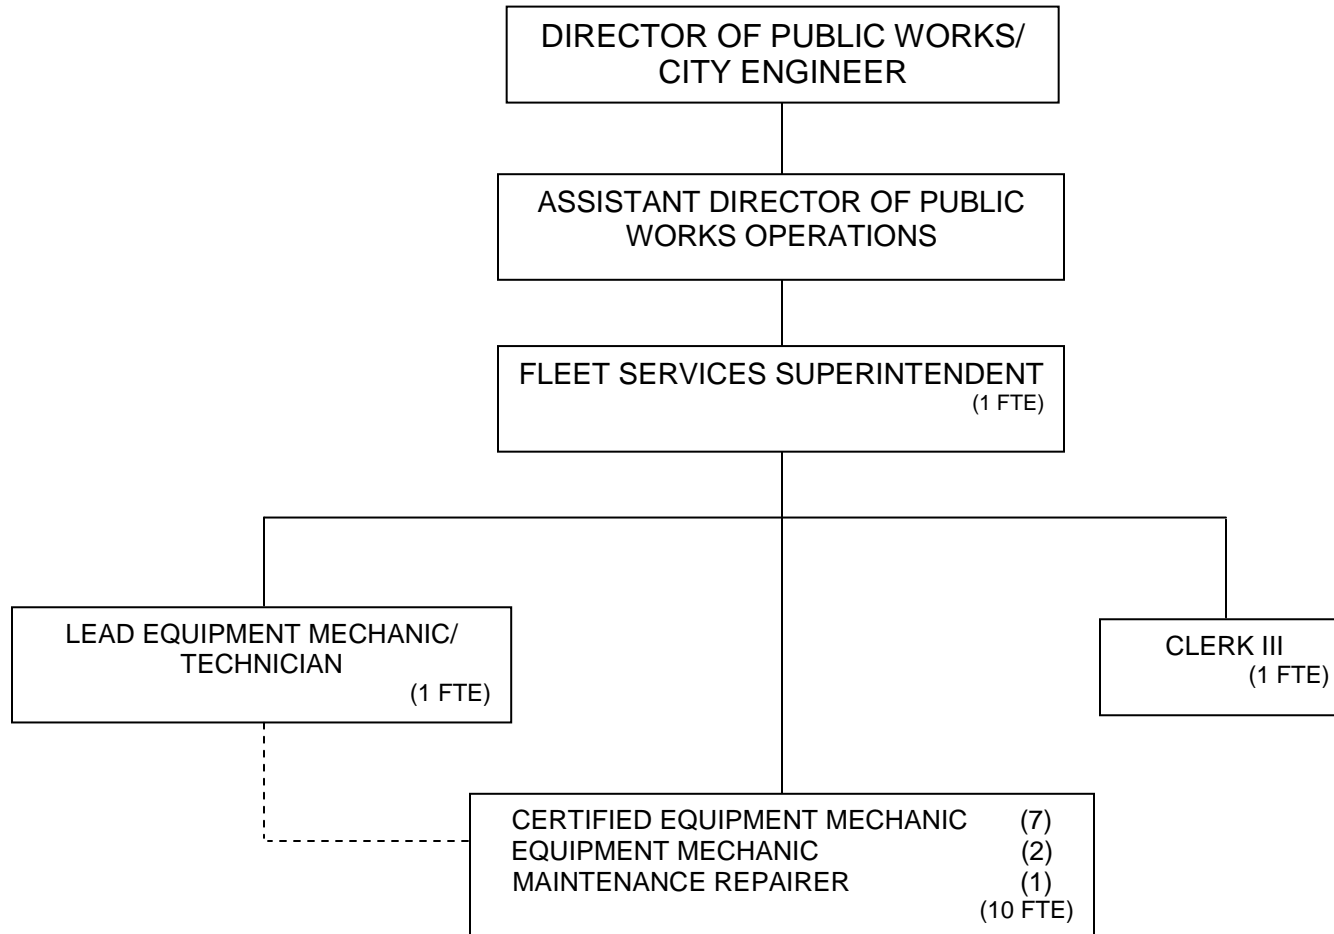 DIRECTOR OF PUBLIC WORKS/
CITY ENGINEER
ASSISTANT DIRECTOR OF PUBLIC
WORKS OPERATIONS
FLEET SERVICES SUPERINTENDENT
(1 FTE)
LEAD EQUIPMENT MECHANIC/
TECHNICIAN
(1 FTE)
CLERK III
(1 FTE)
CERTIFIED EQUIPMENT MECHANIC (7)
EQUIPMENT MECHANIC (2)
MAINTENANCE REPAIRER (1)
(10 FTE)